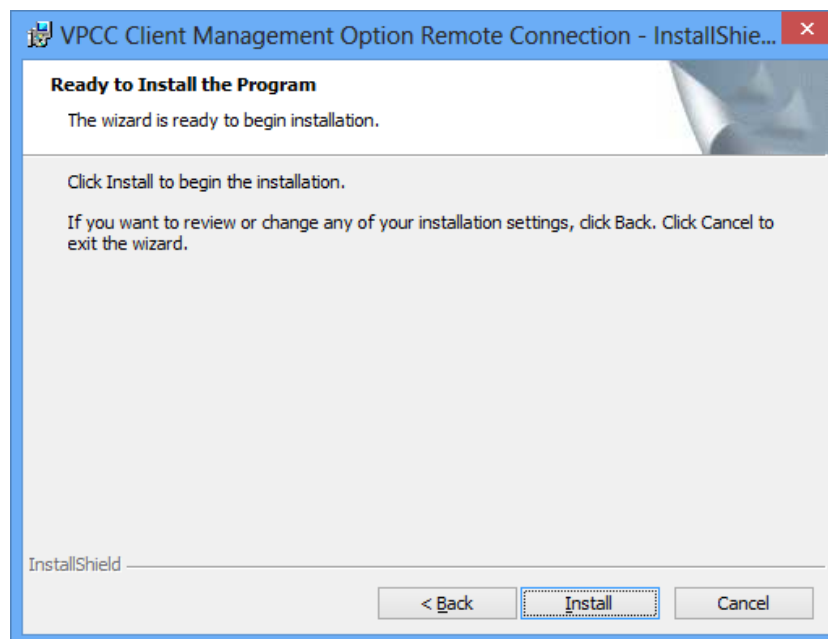 VPCC Client Management Option Remote Connection - InstallShie...
Ready to Install the Program
The wizard is ready to begin installation.
Click Install to begin the installation.
If you want to review or change any of your installation settings, click Back. Click Cancel to
exit the wizard.
InstallShield
< Back
Install
Cancel